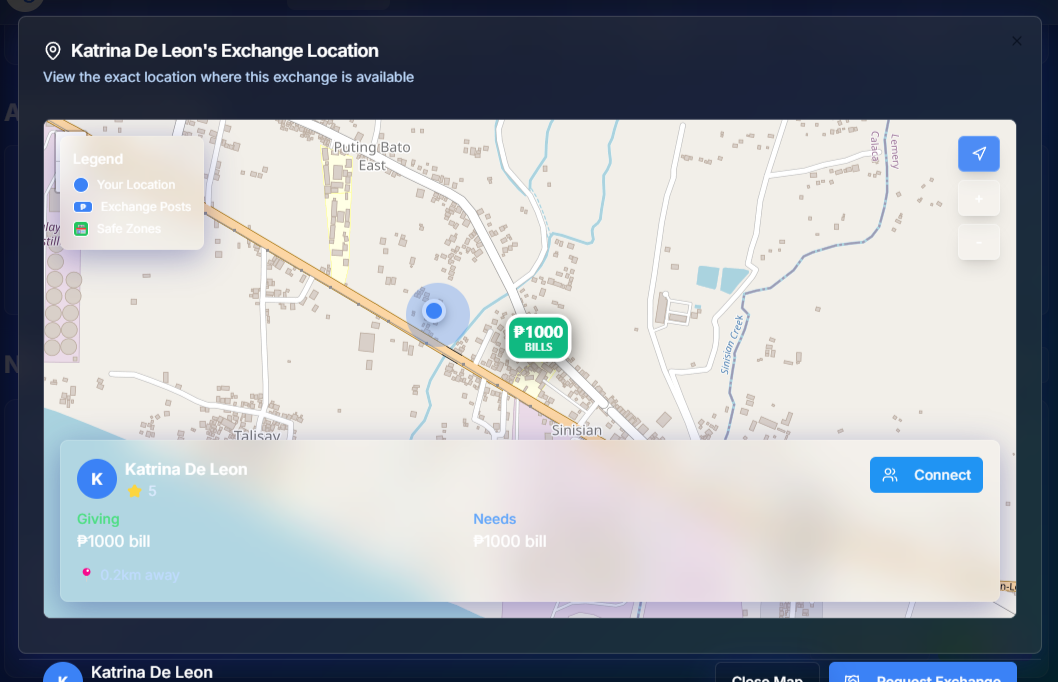 Katrina De Leon's Exchange Location
View the exact location where this exchange is available
Legend
Your Location
₱ Exchange Posts
Safe Zones
Puting Bato
East
Calaca
Lemery
+
-
₱1000
BILLS
Sinisian Creek
Sinisian
Talisay
K
Katrina De Leon
5
Connect
Giving
₱1000 bill
Needs
₱1000 bill
0.2km away
K
Katrina De Leon
Close Map
Request Exchange